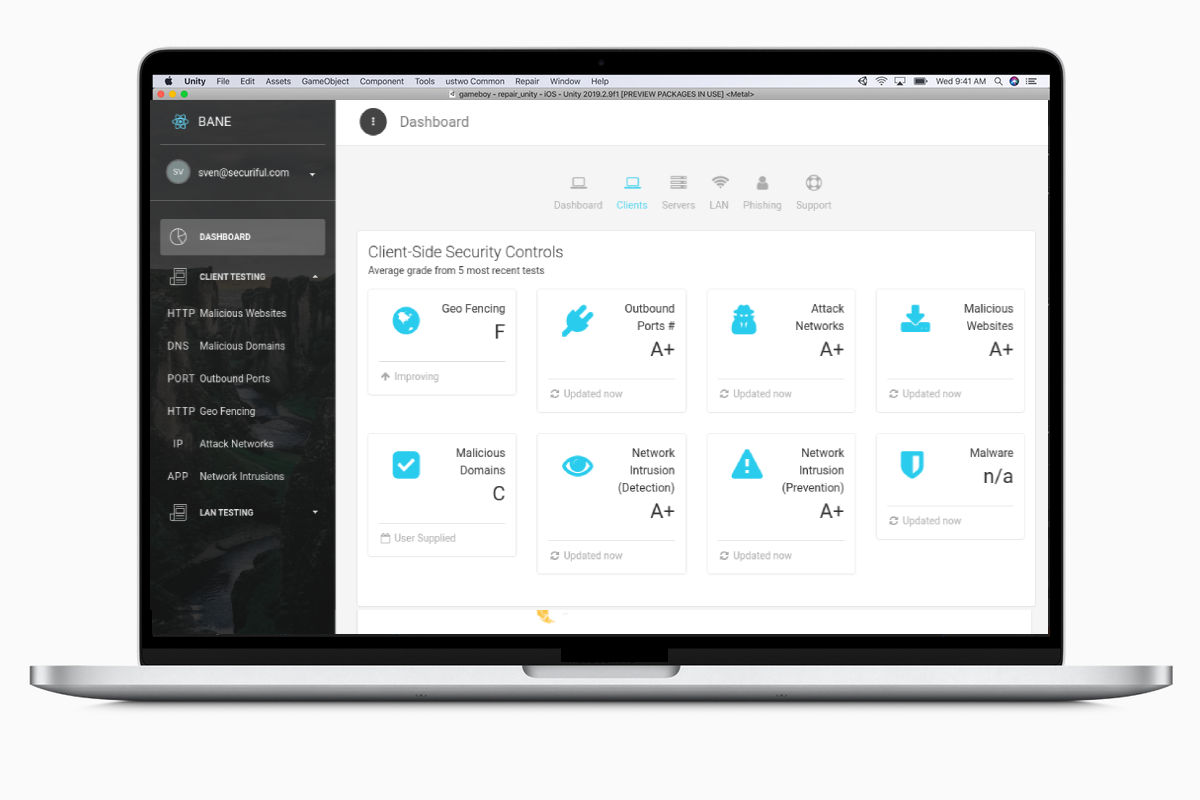 Unity File Edit Assets GameObject Component Tools ustwo Common Repair Window Help
Wed 9:41 AM
gameboy - repair_unity - iOS - Unity 2019.2.9f1 [PREVIEW PACKAGES IN USE] <Metal>
BANE
SV sven@securiful.com
DASHBOARD
CLIENT TESTING
HTTP Malicious Websites
DNS Malicious Domains
PORT Outbound Ports
HTTP Geo Fencing
IP Attack Networks
APP Network Intrusions
LAN TESTING
Dashboard
Dashboard Clients Servers LAN Phishing Support
Client-Side Security Controls
Average grade from 5 most recent tests
Geo Fencing
F
Improving
Outbound
Ports #
A+
Updated now
Attack
Networks
A+
Updated now
Malicious
Websites
A+
Updated now
Malicious
Domains
C
User Supplied
Network
Intrusion
(Detection)
A+
Updated now
Network
Intrusion
(Prevention)
A+
Updated now
Malware
n/a
Updated now